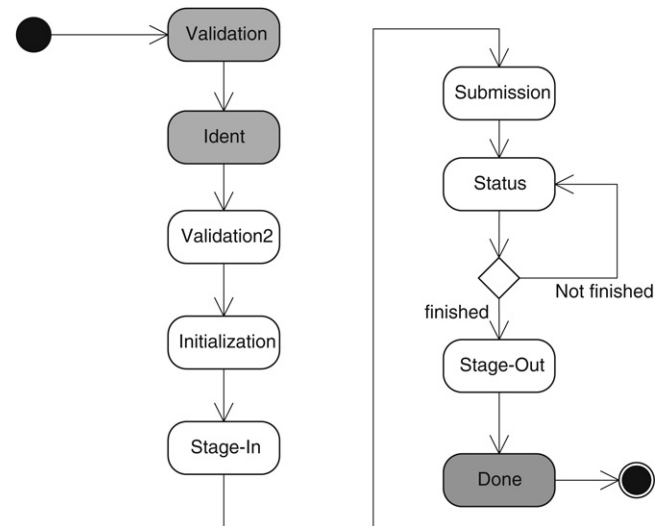 Validation
Ident
Validation2
Initialization
Stage-In
Submission
Status
Not finished
finished
Stage-Out
Done